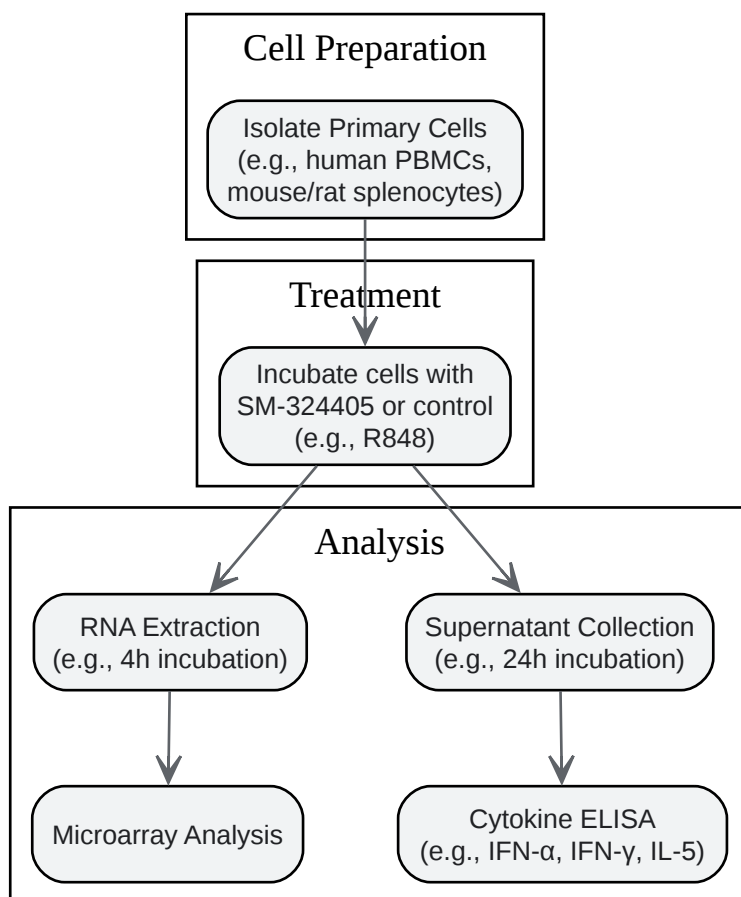 Cell Preparation
Isolate Primary Cells
(e.g., human PBMCs,
mouse/rat splenocytes)
Treatment
Incubate cells with
SM-324405 or control
(e.g., R848)
Analysis
RNA Extraction
(e.g., 4h incubation)
Supernatant Collection
(e.g., 24h incubation)
Microarray Analysis
Cytokine ELISA
(e.g., IFN-α, IFN-γ, IL-5)